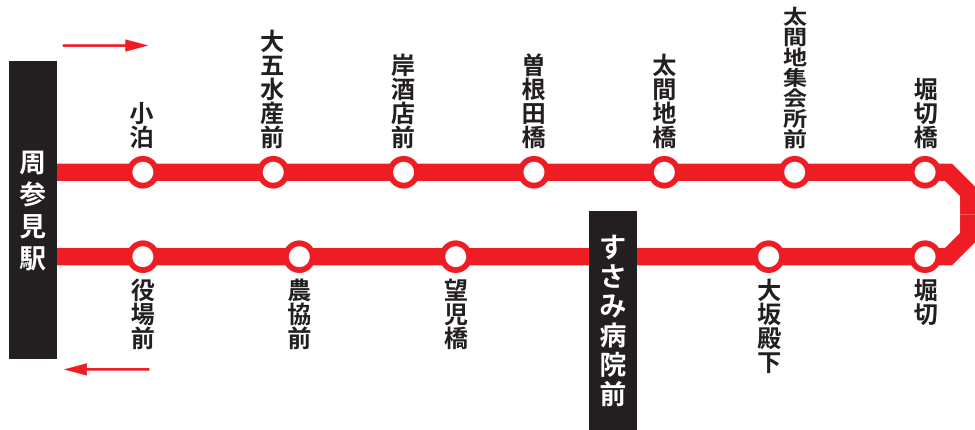 周参見駅
小泊
大五水産前
岸酒店前
曽根田橋
太間地橋
太間地集会所前
堀切橋
堀切
大坂殿下
すさみ病院前
望児橋
農協前
役場前